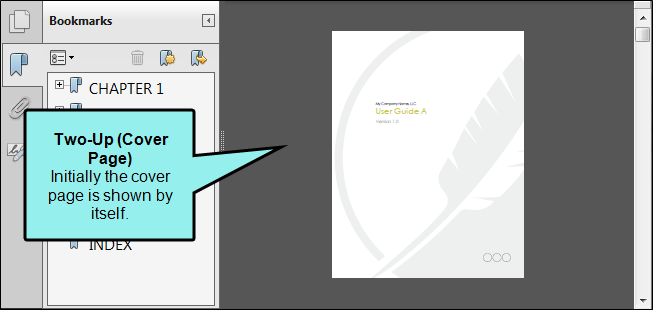 Bookmarks
CHAPTER 1
Two-Up (Cover
Page)
Initially the cover
page is shown by
itself.
INDEX
My Company Name, LLC
User Guide A
Version 1.0